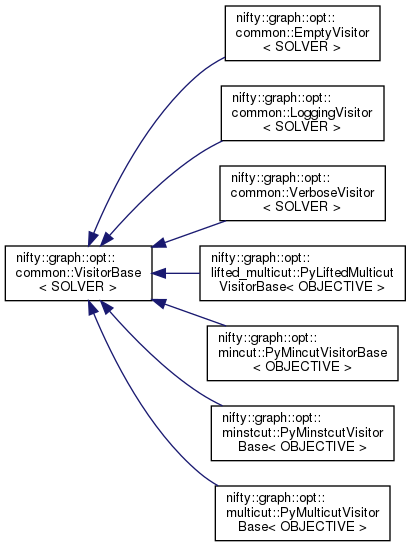 nifty::graph::opt::
common::EmptyVisitor
< SOLVER >
nifty::graph::opt::
common::LoggingVisitor
< SOLVER >
nifty::graph::opt::
common::VerboseVisitor
< SOLVER >
nifty::graph::opt::
common::VisitorBase
< SOLVER >
nifty::graph::opt::
lifted_multicut::PyLiftedMulticut
VisitorBase< OBJECTIVE >
nifty::graph::opt::
mincut::PyMincutVisitorBase
< OBJECTIVE >
nifty::graph::opt::
minstcut::PyMinstcutVisitor
Base< OBJECTIVE >
nifty::graph::opt::
multicut::PyMulticutVisitor
Base< OBJECTIVE >